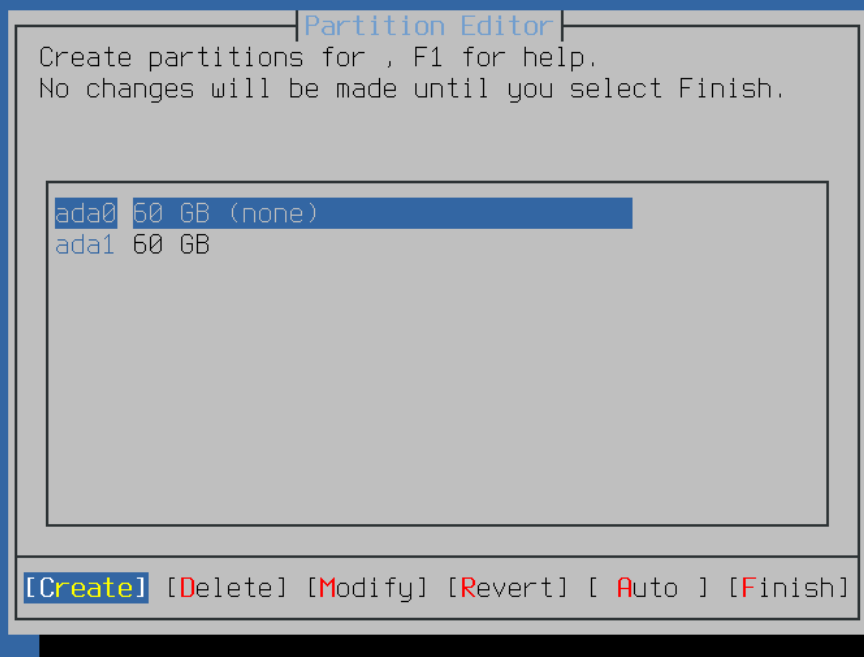 Partition Editor
Create partitions for , F1 for help.
No changes will be made until you select Finish.
ada0 60 GB (none)
ada1 60 GB
[Create] [Delete] [Modify] [Revert] [ Auto ] [Finish]